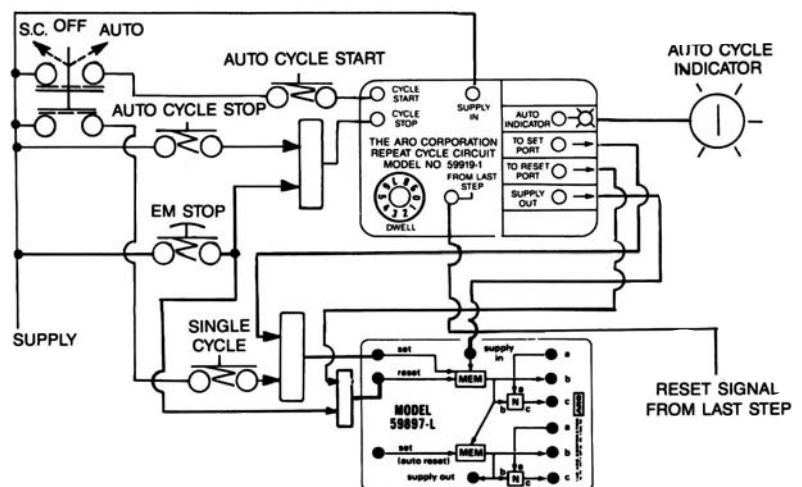 S.C. OFF AUTO
AUTO CYCLE START
AUTO CYCLE STOP
EM STOP
SUPPLY
SINGLE
CYCLE
CYCLE
START
CYCLE
STOP
SUPPLY
IN
THE ARO CORPORATION
REPEAT CYCLE CIRCUIT
MODEL NO 59919-1
FROM LAST
STEP
DWELL
AUTO
INDICATOR
TO SET
PORT
TO RESET
PORT
SUPPLY
OUT
AUTO CYCLE
INDICATOR
set
reset
supply
in
MEM
a
b
a
N
b
c
c
MODEL
59897-L
set
(auto reset)
MEM
supply out
a
b
a
N
b
c
c
RESET SIGNAL
FROM LAST STEP